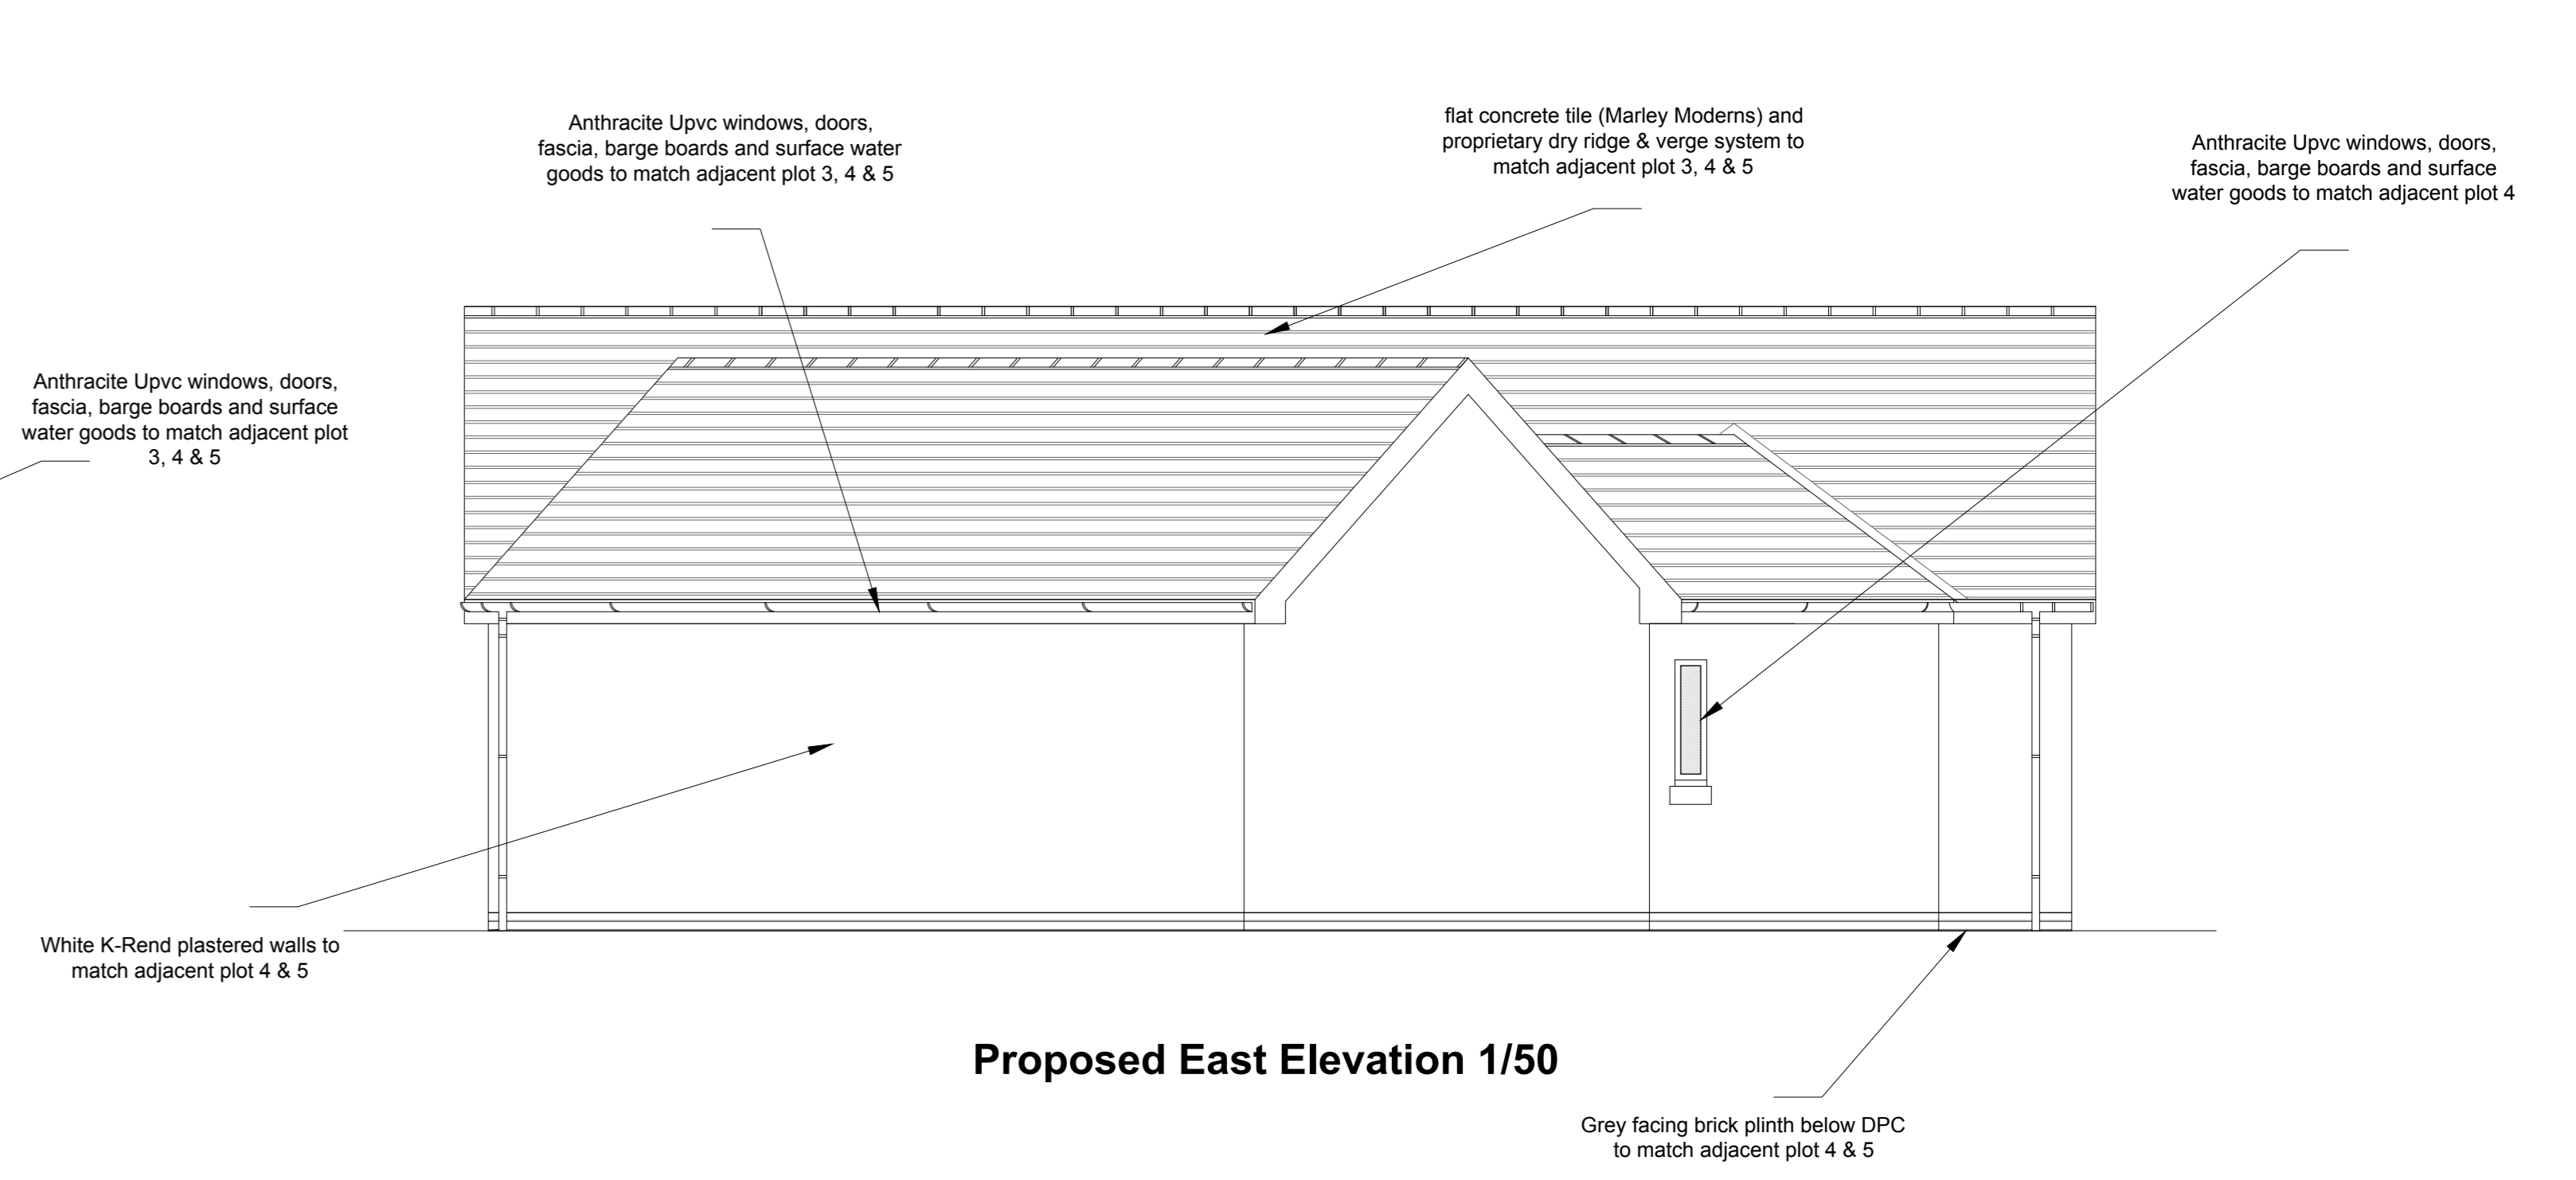 Anthracite Upvc windows, doors,
fascia, barge boards and surface water
goods to match adjacent plot 3, 4 & 5
flat concrete tile (Marley Moderns) and
proprietary dry ridge & verge system to
match adjacent plot 3, 4 & 5
Anthracite Upvc windows, doors,
fascia, barge boards and surface
water goods to match adjacent plot 4
Anthracite Upvc windows, doors,
fascia, barge boards and surface
water goods to match adjacent plot
3, 4 & 5
White K-Rend plastered walls to
match adjacent plot 4 & 5
Proposed East Elevation 1/50
Grey facing brick plinth below DPC
to match adjacent plot 4 & 5